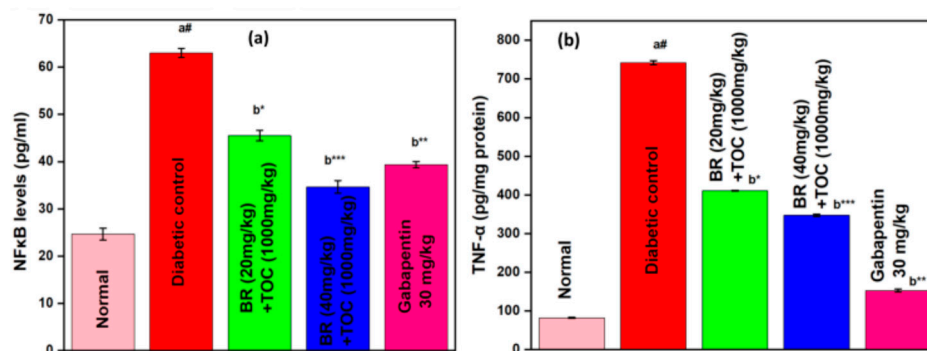 (a)
NFκB levels (pg/ml)
70
60
50
40
30
20
10
0
Normal
a#
Diabetic control
b*
BR (20mg/kg)
+TOC (1000mg/kg)
b***
BR (40mg/kg)
+TOC (1000mg/kg)
b**
Gabapentin
30 mg/kg
(b)
TNF-α (pg/mg protein)
800
700
600
500
400
300
200
100
0
Normal
a#
Diabetic control
BR (20mg/kg)
+TOC (1000mg/kg)
b*
BR (40mg/kg)
+TOC (1000mg/kg)
b***
Gabapentin
30 mg/kg
b**